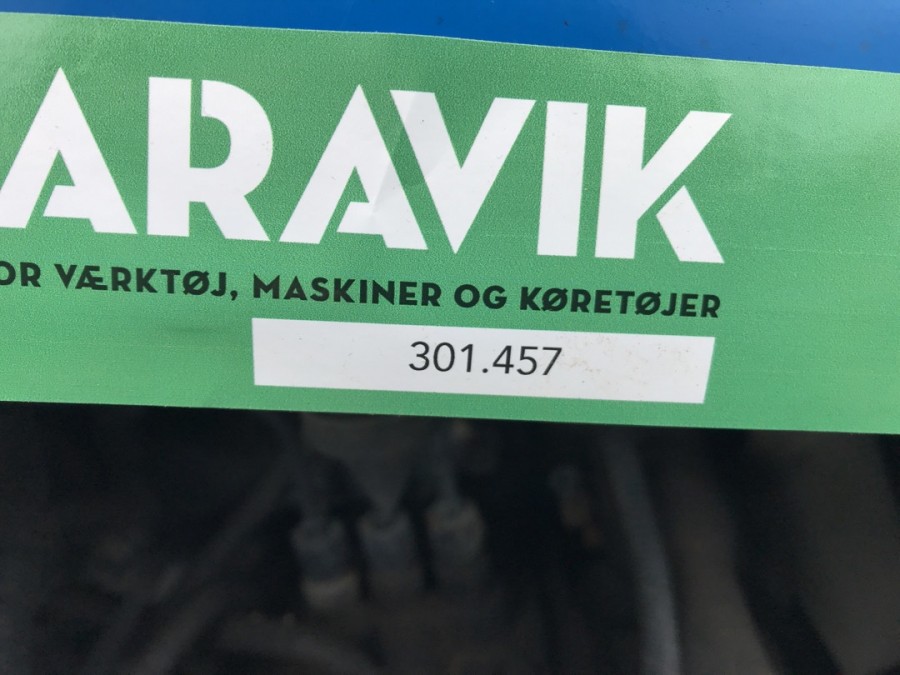 ARAVIK
OR VÆRKTØJ, MASKINER OG KØRETØJER
301.457